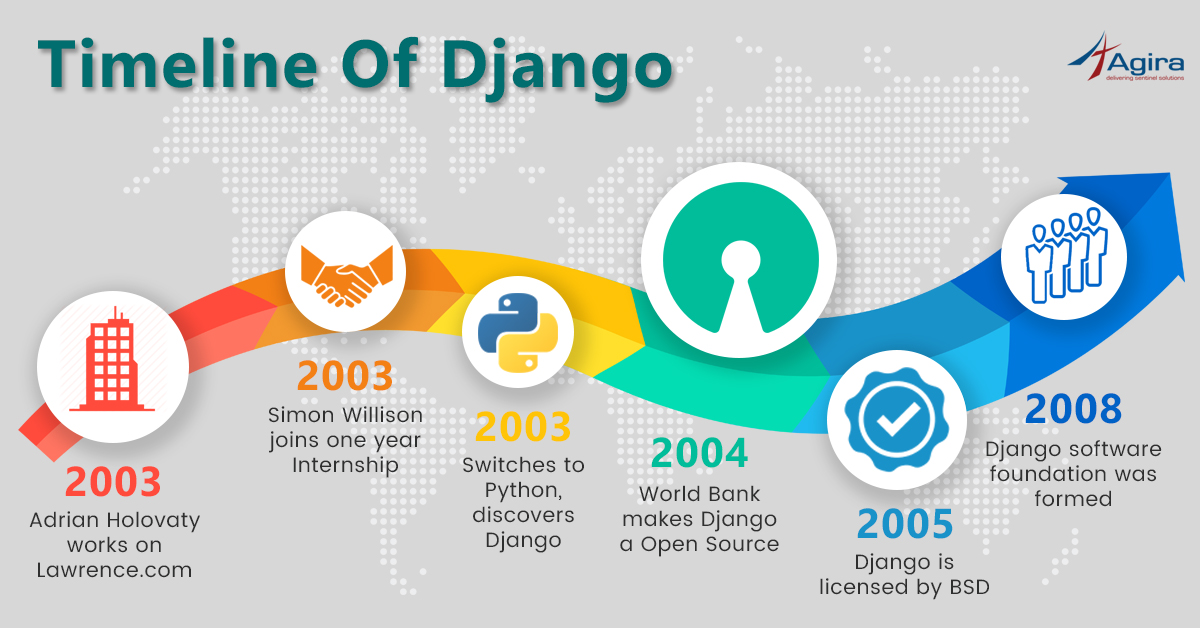 Timeline Of Django
Agira
delivering sentinel solutions
2003
Adrian Holovaty
works on
Lawrence.com
2003
Simon Willison
joins one year
Internship
2003
Switches to
Python,
discovers
Django
2004
World Bank
makes Django
a Open Source
2005
Django is
licensed by BSD
2008
Django software
foundation was
formed